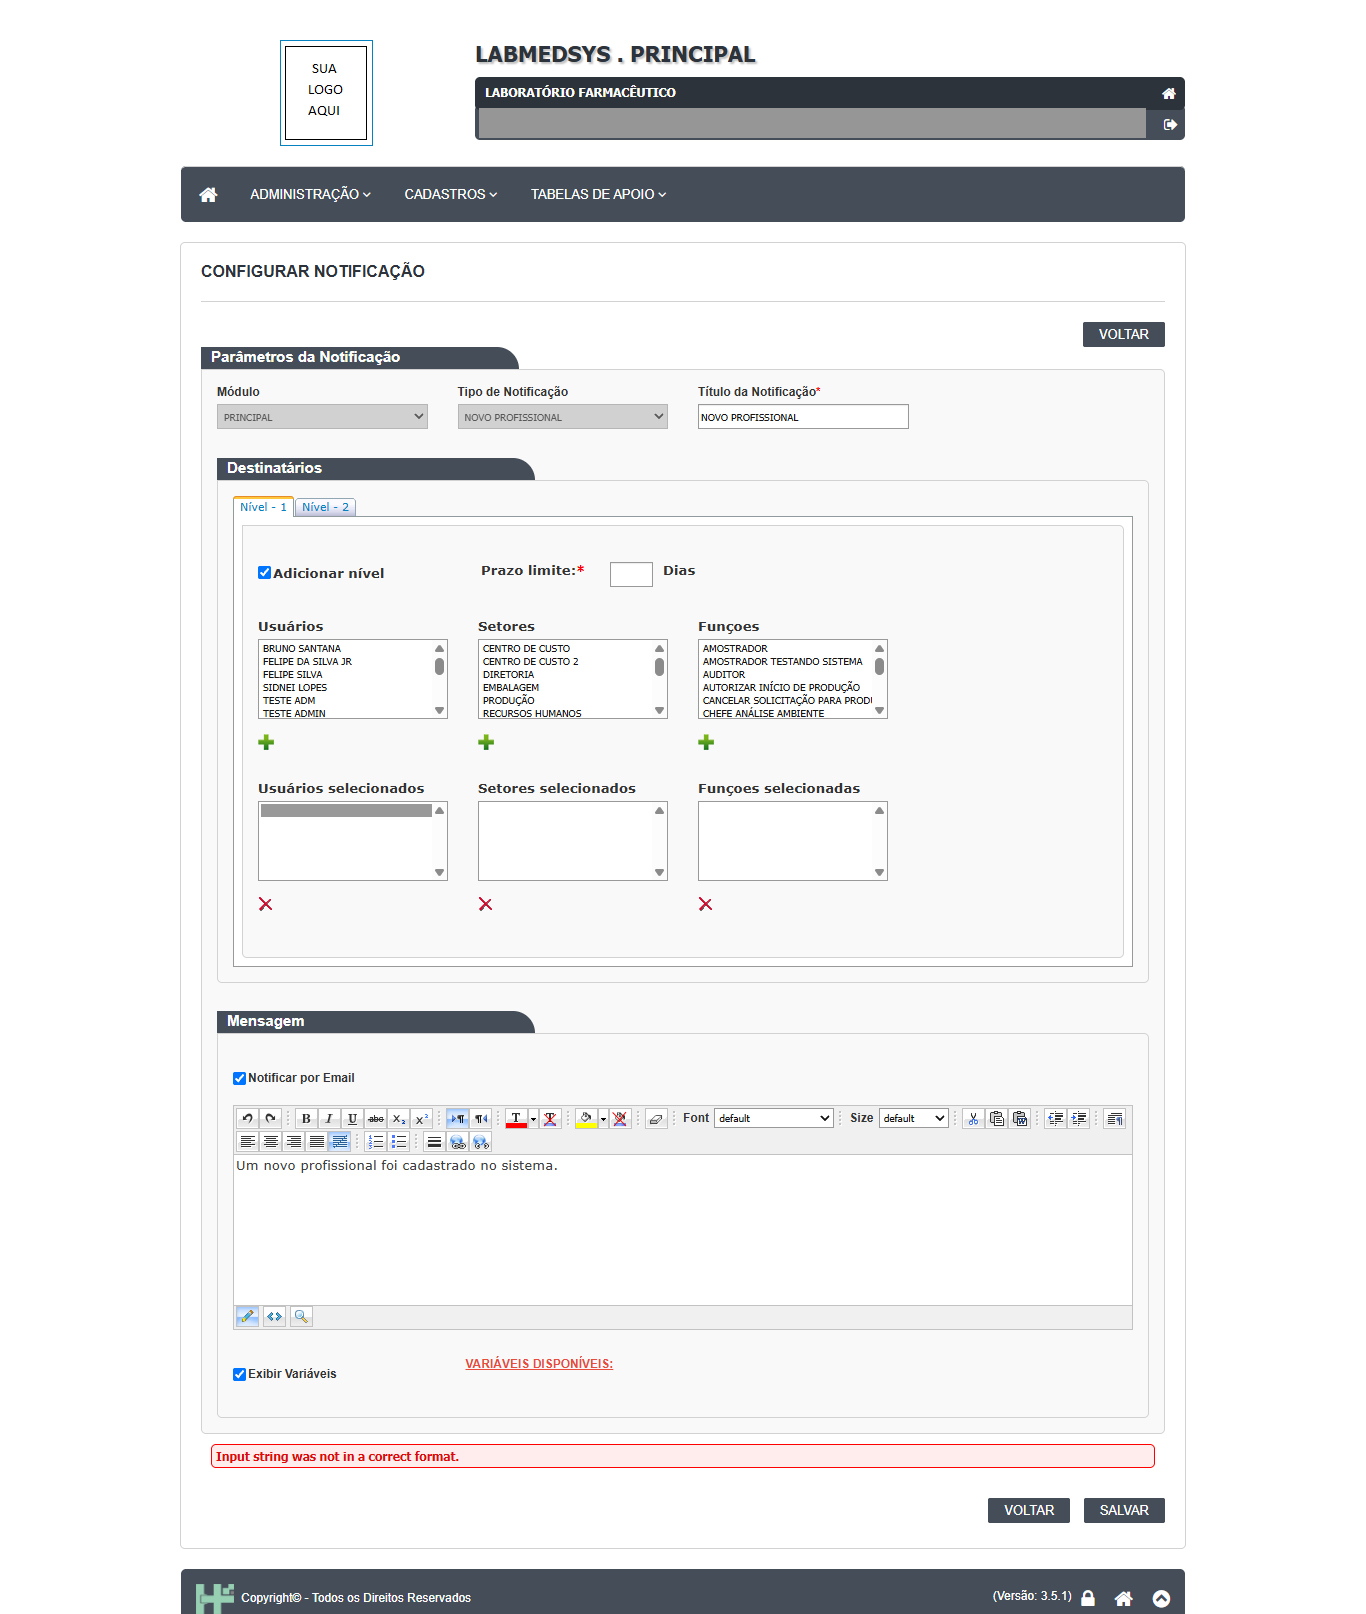 SUA
LOGO
AQUI
LABMEDSYS . PRINCIPAL
LABORATÓRIO FARMACÊUTICO
ADMINISTRAÇÃO CADASTROS TABELAS DE APOIO
CONFIGURAR NOTIFICAÇÃO
VOLTAR
Parâmetros da Notificação
Módulo Tipo de Notificação Título da Notificação*
PRINCIPAL NOVO PROFISSIONAL NOVO PROFISSIONAL
Destinatários
Nível - 1 Nível - 2
Adicionar nível Prazo limite:* Dias
Usuários Setores Funçoes
BRUNO SANTANA CENTRO DE CUSTO AMOSTRADOR
FELIPE DA SILVA JR CENTRO DE CUSTO 2 AMOSTRADOR TESTANDO SISTEMA
FELIPE SILVA DIRETORIA AUDITOR
SIDNEI LOPES EMBALAGEM AUTORIZAR INÍCIO DE PRODUÇÃO
TESTE ADM PRODUÇÃO CANCELAR SOLICITAÇÃO PARA PRODU
TESTE ADMIN RECURSOS HUMANOS CHEFE ANÁLISE AMBIENTE
Usuários selecionados Setores selecionados Funçoes selecionadas
Mensagem
Notificar por Email
Font default Size default
Um novo profissional foi cadastrado no sistema.
Exibir Variáveis VARIÁVEIS DISPONÍVEIS:
Input string was not in a correct format.
VOLTAR SALVAR
Copyright© - Todos os Direitos Reservados (Versão: 3.5.1)